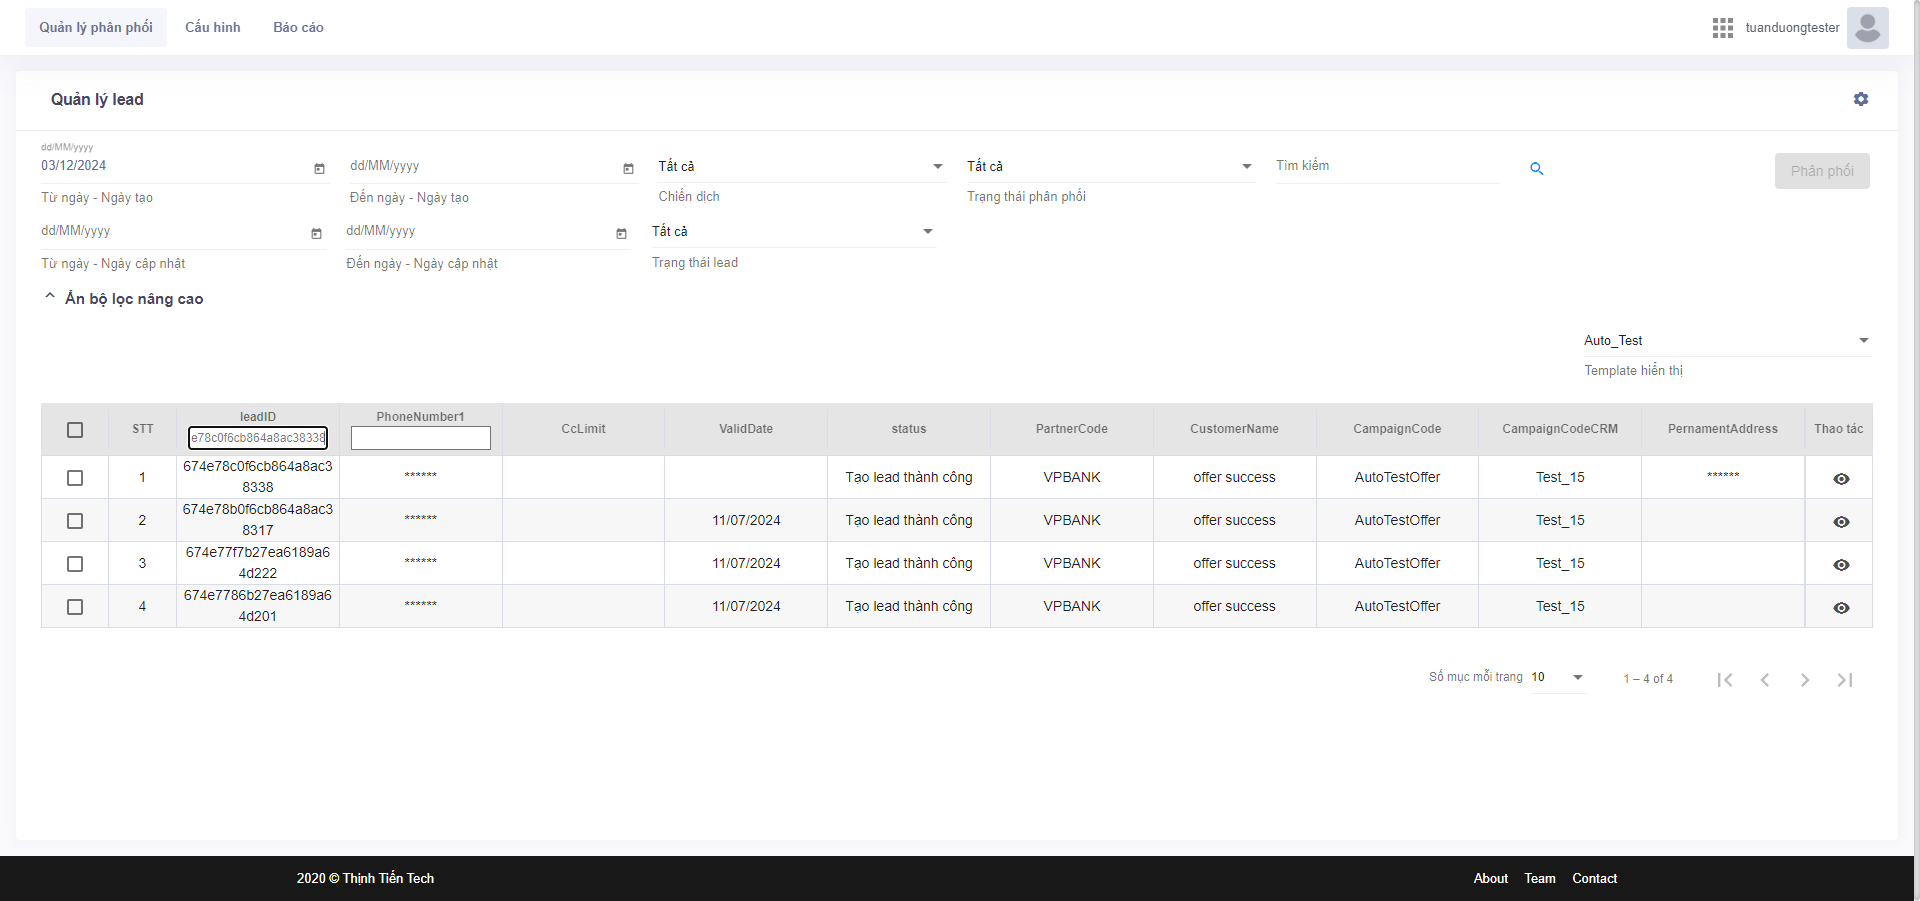 Quản lý phân phối Cấu hình Báo cáo tuanduongtester
Quản lý lead
dd/MM/yyyy
03/12/2024 dd/MM/yyyy Tất cả Tất cả Tìm kiếm Phân phối
Từ ngày - Ngày tạo Đến ngày - Ngày tạo Chiến dịch Trạng thái phân phối
dd/MM/yyyy dd/MM/yyyy Tất cả
Từ ngày - Ngày cập nhật Đến ngày - Ngày cập nhật Trạng thái lead
Ẩn bộ lọc nâng cao
Auto_Test
Template hiển thị
STT leadID PhoneNumber1 CcLimit ValidDate status PartnerCode CustomerName CampaignCode CampaignCodeCRM PernamentAddress Thao tác
e78c0f6cb864a8ac38338
1 674e78c0f6cb864a8ac3 ****** Tạo lead thành công VPBANK offer success AutoTestOffer Test_15 ******
8338
2 674e78b0f6cb864a8ac3 ****** 11/07/2024 Tạo lead thành công VPBANK offer success AutoTestOffer Test_15
8317
3 674e77f7b27ea6189a6 ****** 11/07/2024 Tạo lead thành công VPBANK offer success AutoTestOffer Test_15
4d222
4 674e7786b27ea6189a6 ****** 11/07/2024 Tạo lead thành công VPBANK offer success AutoTestOffer Test_15
4d201
Số mục mỗi trang 10 1 – 4 of 4
2020 © Thịnh Tiến Tech About Team Contact